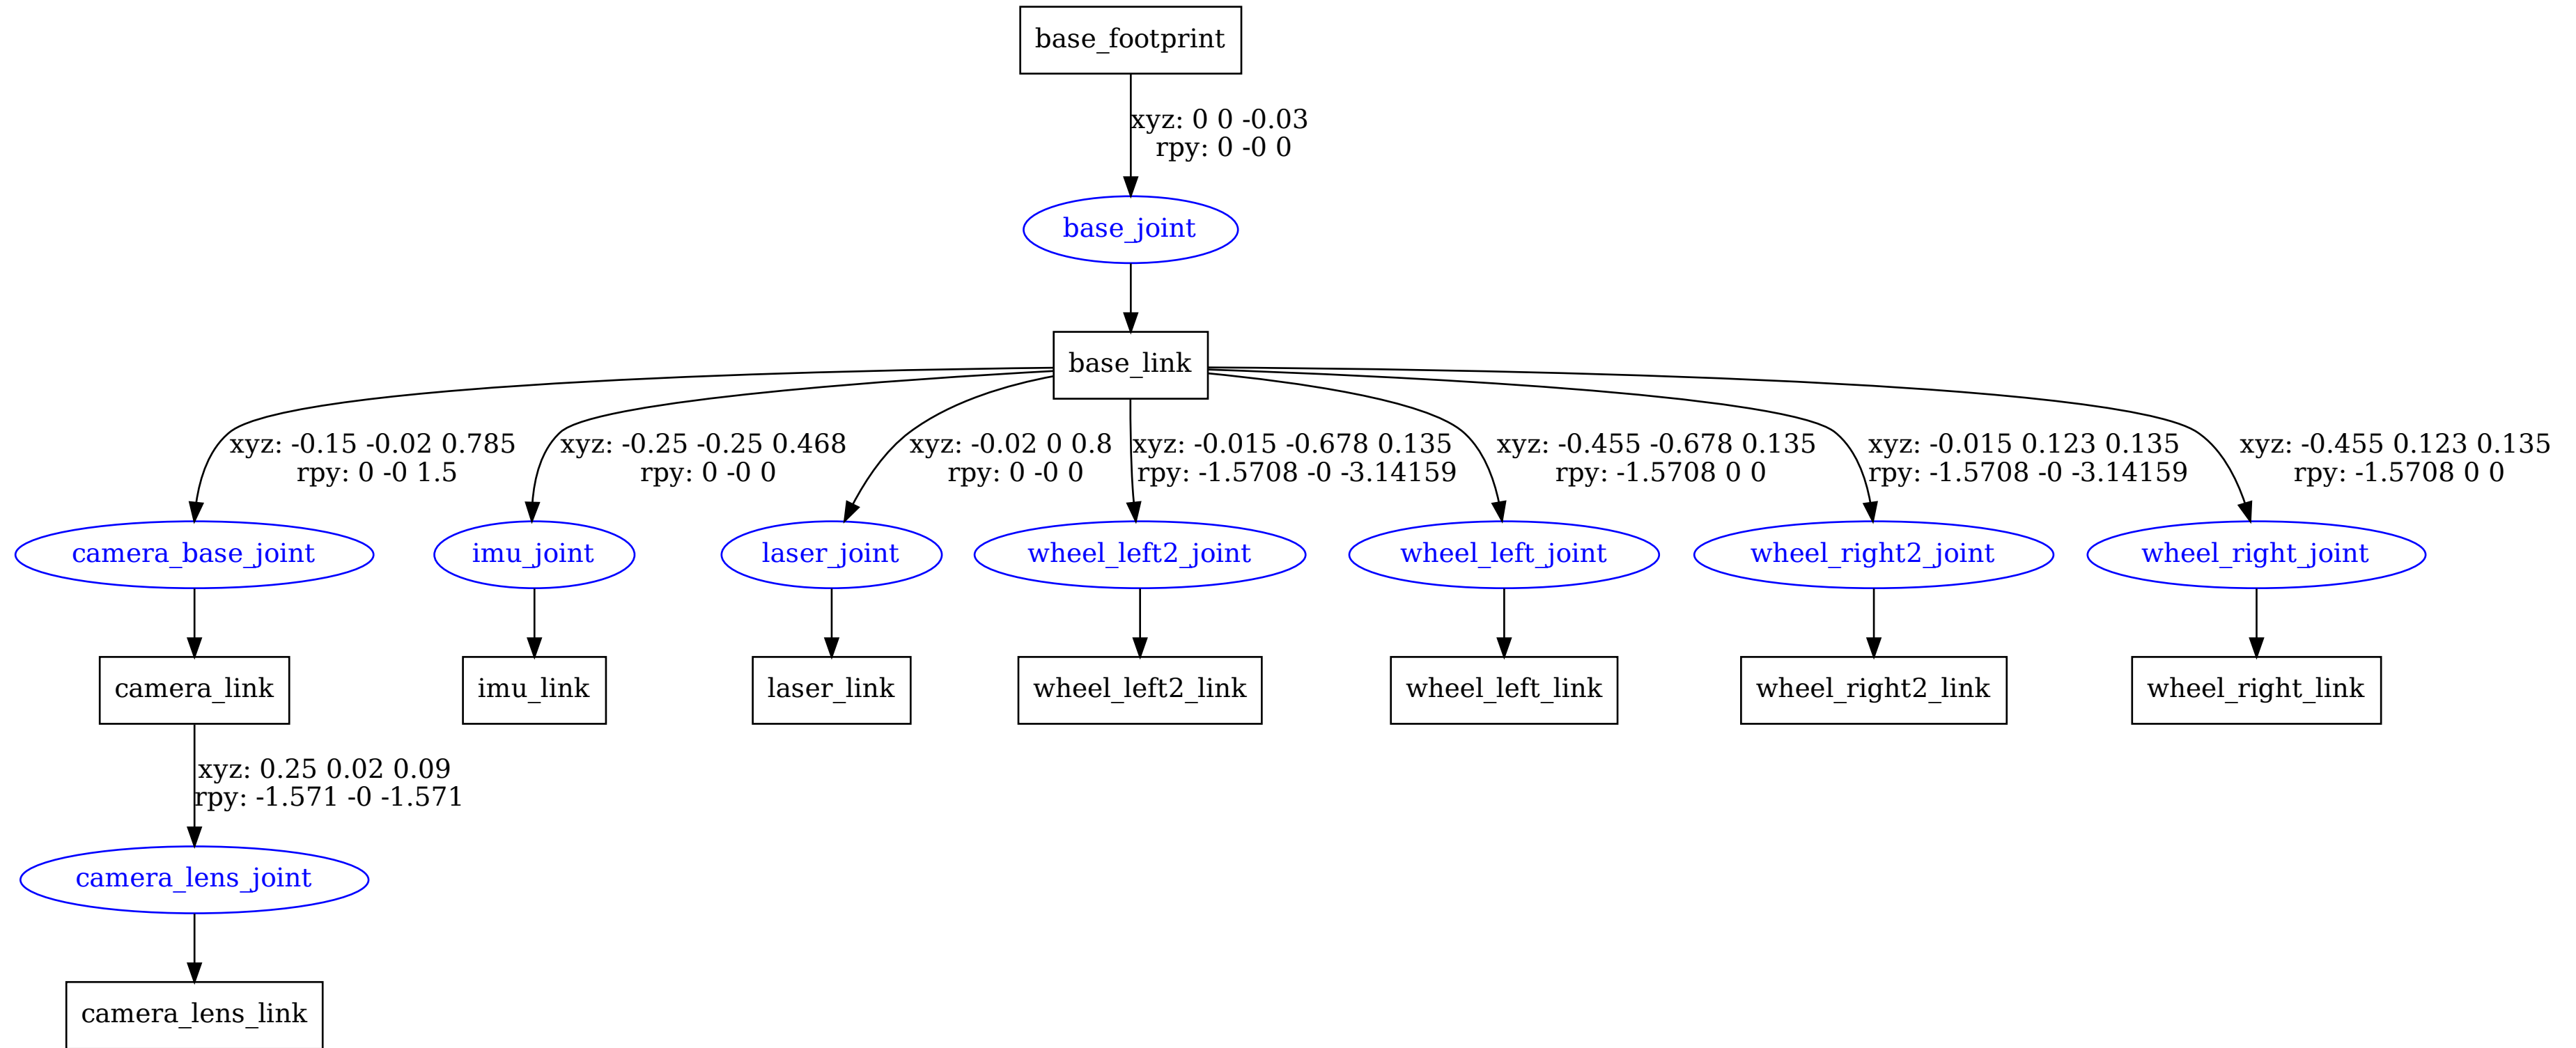 base_footprint
xyz: 0 0 -0.03
rpy: 0 -0 0
base_joint
base_link
xyz: -0.15 -0.02 0.785
rpy: 0 -0 1.5
xyz: -0.25 -0.25 0.468
rpy: 0 -0 0
xyz: -0.02 0 0.8
rpy: 0 -0 0
xyz: -0.015 -0.678 0.135
rpy: -1.5708 -0 -3.14159
xyz: -0.455 -0.678 0.135
rpy: -1.5708 0 0
xyz: -0.015 0.123 0.135
rpy: -1.5708 -0 -3.14159
xyz: -0.455 0.123 0.135
rpy: -1.5708 0 0
camera_base_joint
imu_joint
laser_joint
wheel_left2_joint
wheel_left_joint
wheel_right2_joint
wheel_right_joint
camera_link
imu_link
laser_link
wheel_left2_link
wheel_left_link
wheel_right2_link
wheel_right_link
xyz: 0.25 0.02 0.09
rpy: -1.571 -0 -1.571
camera_lens_joint
camera_lens_link